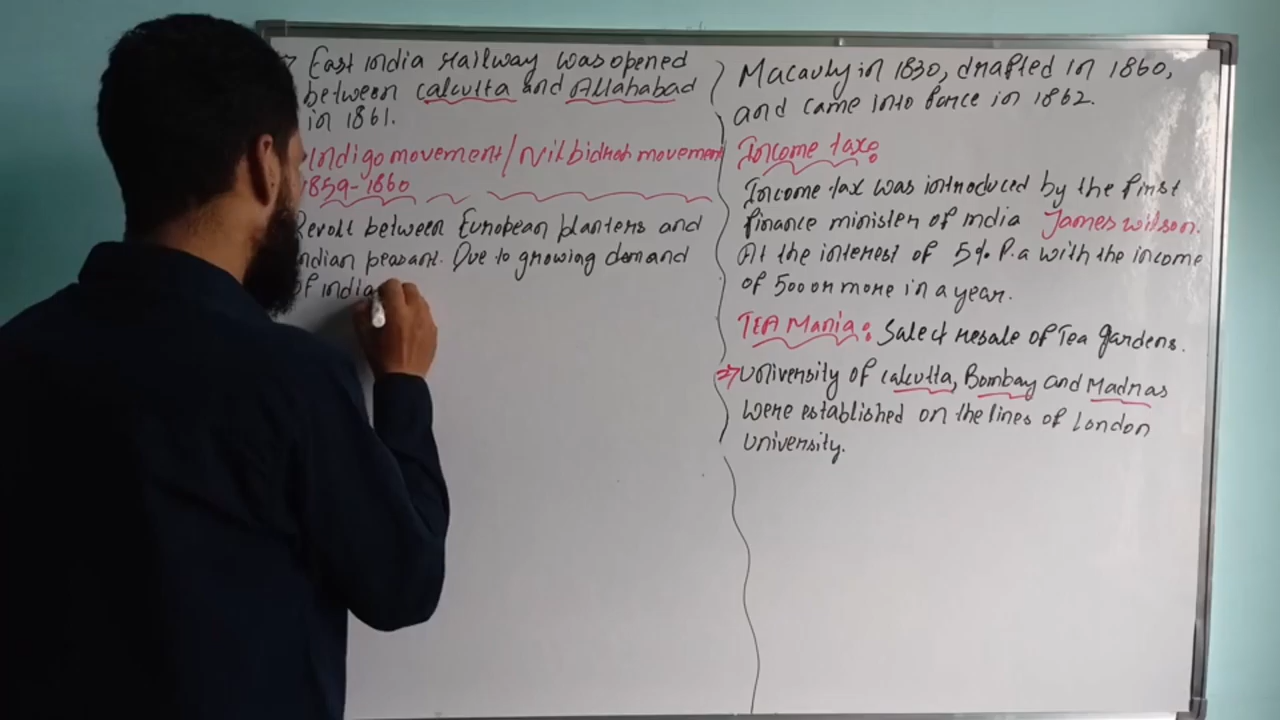 East india railway was opened
between calcutta and Allahabad
in 1861.
Indigo movement/Nil bidroh movement
1859-1860
Revolt between European planters and
indian peasant. Due to growing demand
of india
Macauly in 1830, drafted in 1860,
and came into force in 1862.
Income tax:
Income tax was introduced by the first
finance minister of india James wilson.
At the interest of 5% P.a with the income
of 500 or more in a year.
TEA Mania: Salect resale of Tea gardens.
⇒ University of calcutta, Bombay and Madras
were established on the lines of London
University.